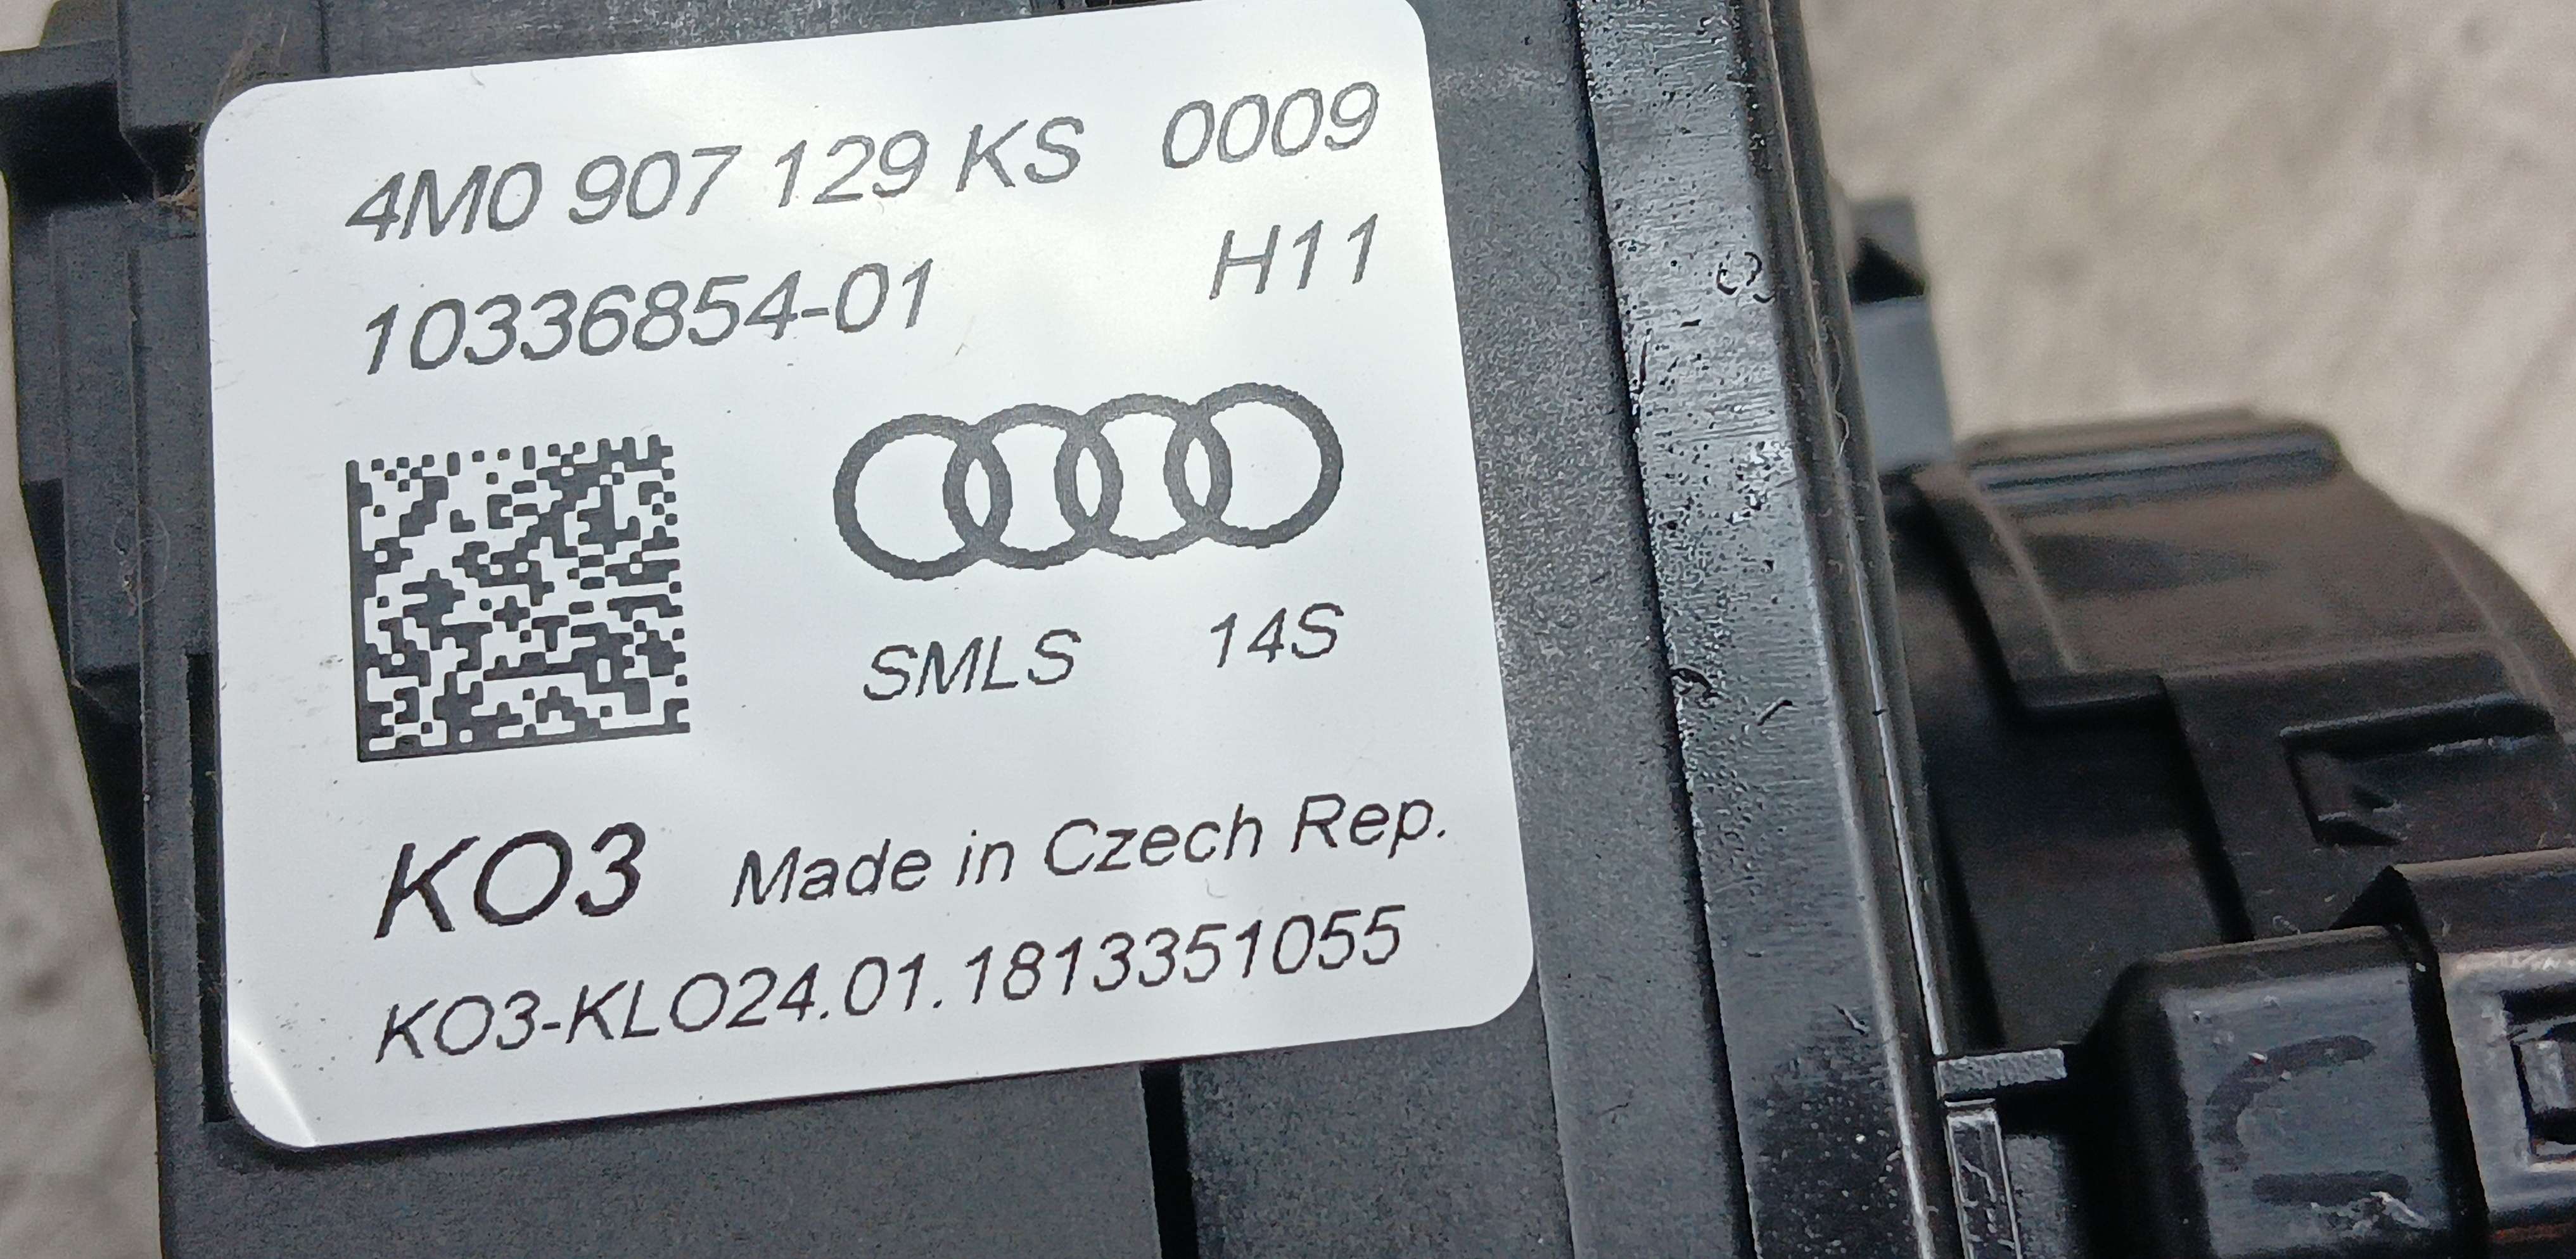 4M0 907 129 KS 0009
10336854-01 H11
SMLS 14S
KO3 Made in Czech Rep.
KO3-KLO24.01.1813351055